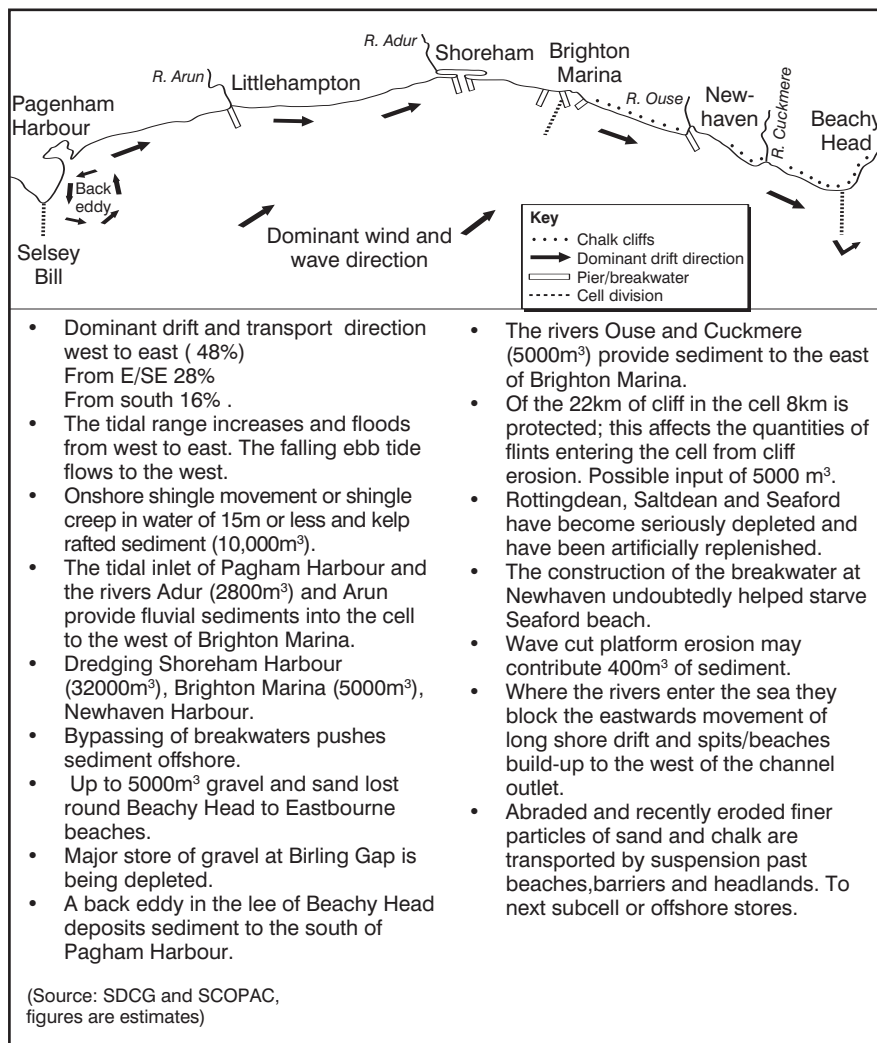 R. Adur
Shoreham
Brighton
Marina
R. Arun
Littlehampton
R. Ouse
New-
haven
R. Cuckmere
Beachy
Head
Pagenham
Harbour
Back
eddy
Selsey
Bill
Dominant wind and
wave direction
Key
Chalk cliffs
Dominant drift direction
Pier/breakwater
Cell division
• Dominant drift and transport direction
west to east ( 48%)
From E/SE 28%
From south 16% .
• The tidal range increases and floods
from west to east. The falling ebb tide
flows to the west.
• Onshore shingle movement or shingle
creep in water of 15m or less and kelp
rafted sediment (10,000m³).
• The tidal inlet of Pagham Harbour and
the rivers Adur (2800m³) and Arun
provide fluvial sediments into the cell
to the west of Brighton Marina.
• Dredging Shoreham Harbour
(32000m³), Brighton Marina (5000m³),
Newhaven Harbour.
• Bypassing of breakwaters pushes
sediment offshore.
• Up to 5000m³ gravel and sand lost
round Beachy Head to Eastbourne
beaches.
• Major store of gravel at Birling Gap is
being depleted.
• A back eddy in the lee of Beachy Head
deposits sediment to the south of
Pagham Harbour.
(Source: SDCG and SCOPAC,
figures are estimates)
• The rivers Ouse and Cuckmere
(5000m³) provide sediment to the east
of Brighton Marina.
• Of the 22km of cliff in the cell 8km is
protected; this affects the quantities of
flints entering the cell from cliff
erosion. Possible input of 5000 m³.
• Rottingdean, Saltdean and Seaford
have become seriously depleted and
have been artificially replenished.
• The construction of the breakwater at
Newhaven undoubtedly helped starve
Seaford beach.
• Wave cut platform erosion may
contribute 400m³ of sediment.
• Where the rivers enter the sea they
block the eastwards movement of
long shore drift and spits/beaches
build-up to the west of the channel
outlet.
• Abraded and recently eroded finer
particles of sand and chalk are
transported by suspension past
beaches,barriers and headlands. To
next subcell or offshore stores.